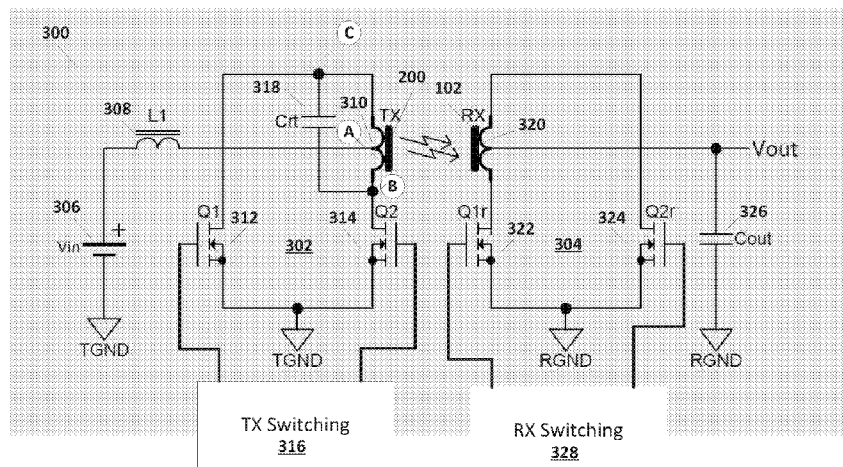 300
C
308
L1
318
Crt
310
A
200
102
TX
RX
320
B
Vout
306
+
Vin
Q1
312
302
314
Q2
Q1r
322
304
324
Q2r
326
Cout
TGND
TGND
RGND
RGND
TX Switching
316
RX Switching
328